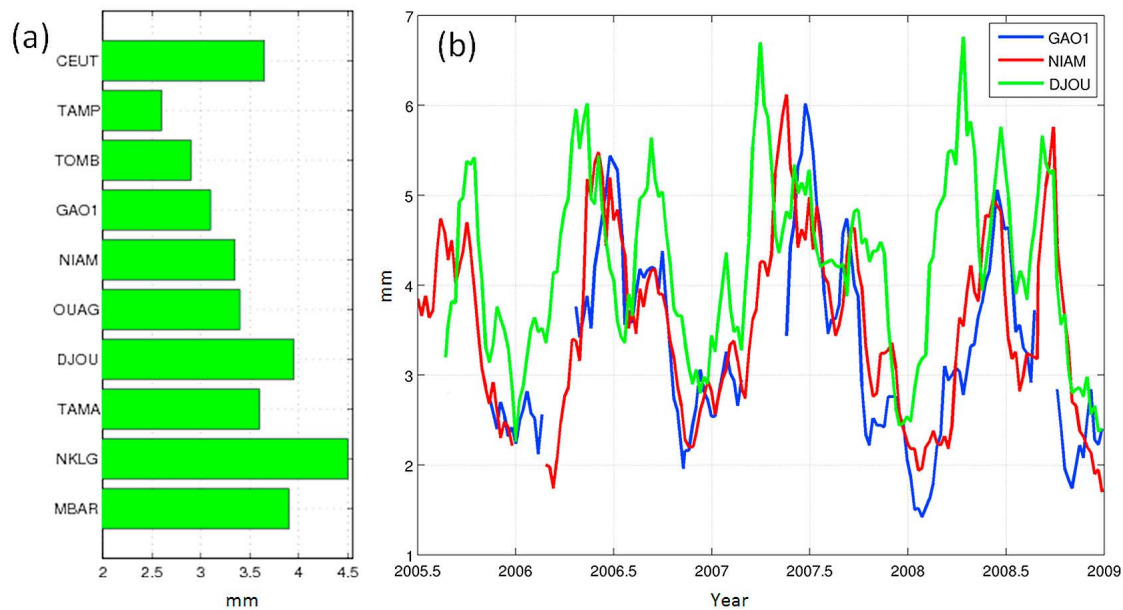 (a)
CEUT
TAMP
TOMB
GAO1
NIAM
OUAG
DJOU
TAMA
NKLG
MBAR
2 2.5 3 3.5 4 4.5
mm
(b)
GAO1
NIAM
DJOU
7
6
5
4
3
2
1
mm
2005.5 2006 2006.5 2007 2007.5 2008 2008.5 2009
Year